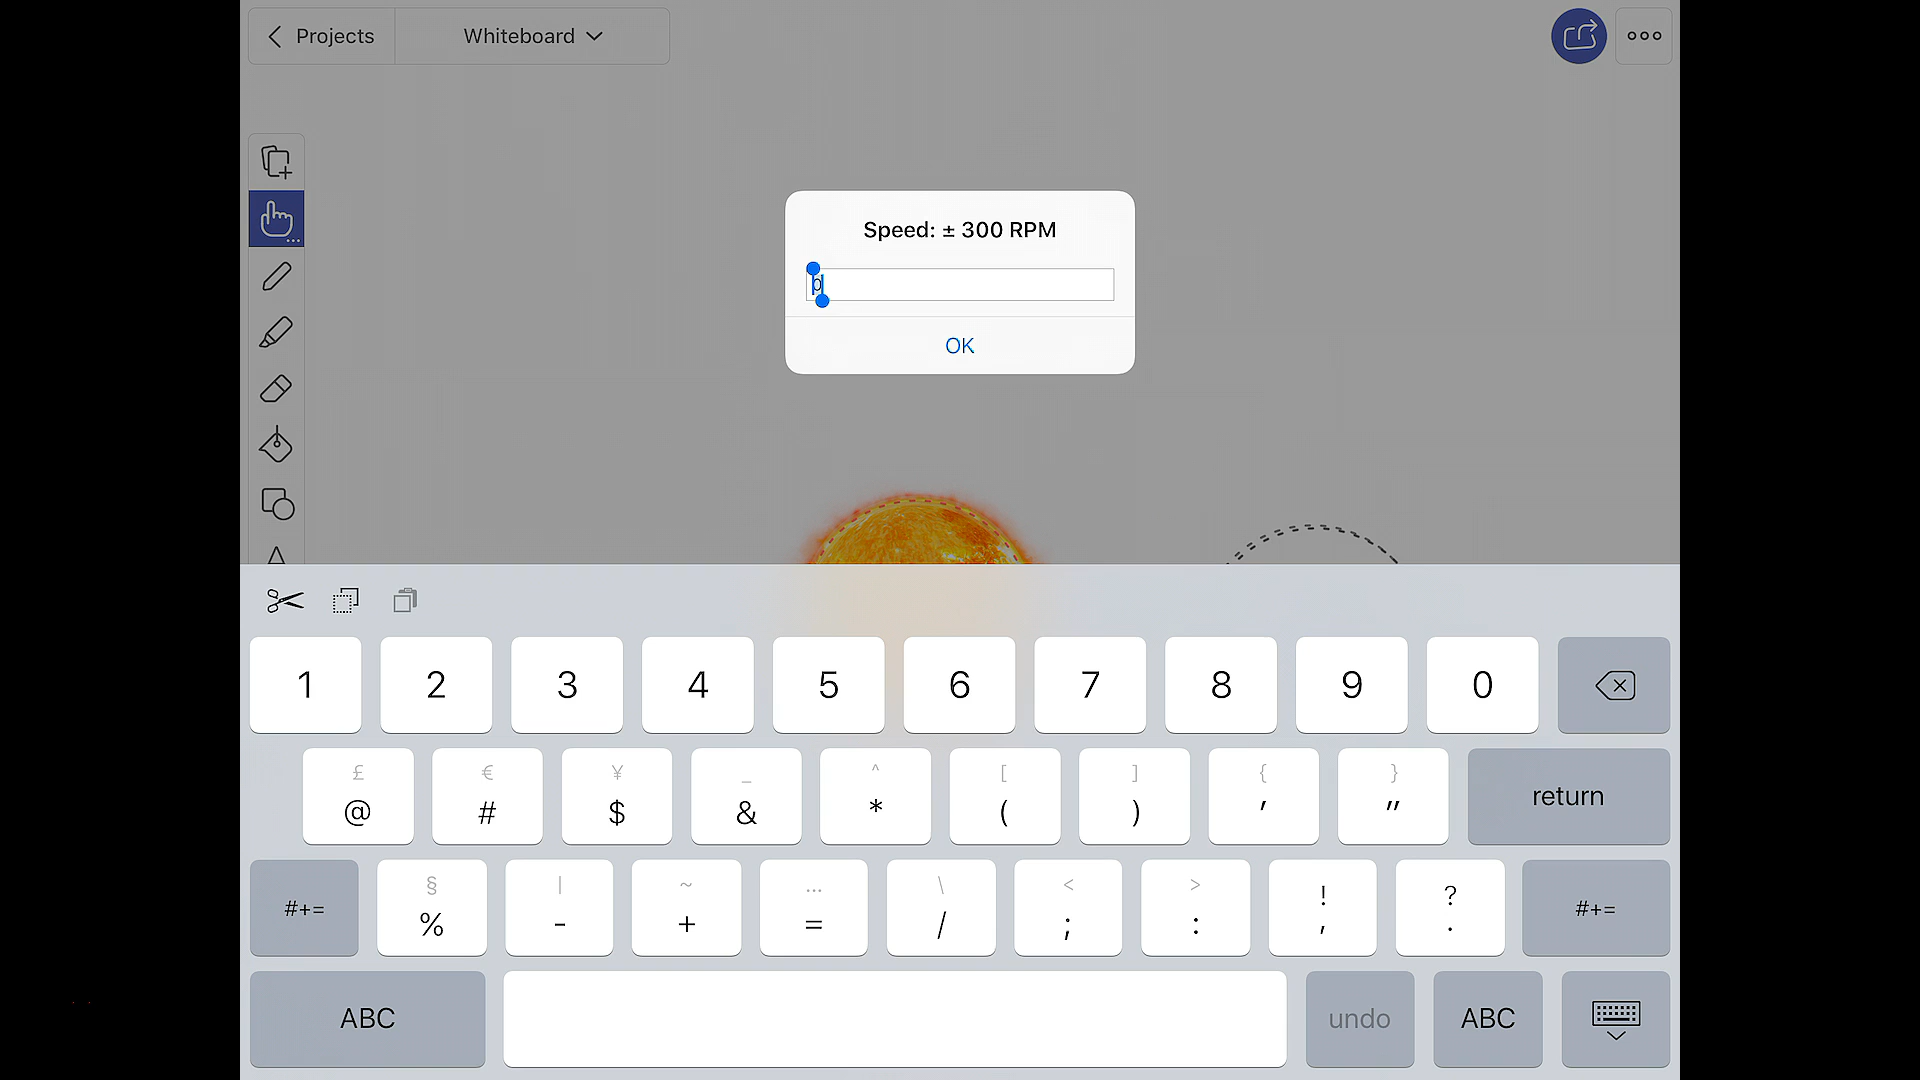 Projects
Whiteboard
Speed: ± 300 RPM
0
OK
1 2 3 4 5 6 7 8 9 0
£ € ¥ _ ^ [ ] { }
@ # $ & * ( ) ' "
return
§ | ~ … \ < > ! ?
#+= % - + = / ; : , . #+=
ABC
undo
ABC